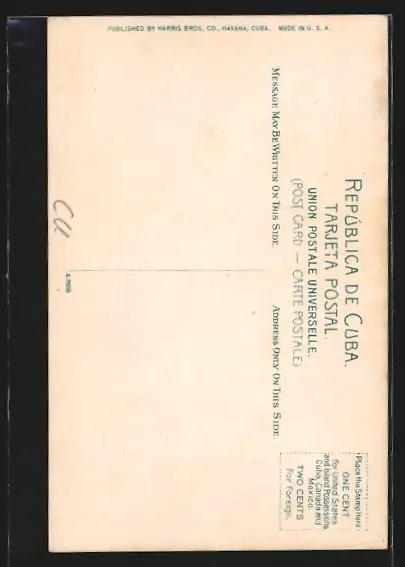 REPÚBLICA DE CUBA.
TARJETA POSTAL.
UNION POSTALE UNIVERSELLE.
(POST CARD — CARTE POSTALE)
Place the Stamp here
ONE CENT
For United States
and Island Possessions
Cuba, Canada and
Mexico.
TWO CENTS
For Foreign.
MESSAGE MAY BE WRITTEN ON THIS SIDE.
ADDRESS ONLY ON THIS SIDE.
PUBLISHED BY HARRIS BROS. CO., HAVANA, CUBA. MADE IN U. S. A.
CU